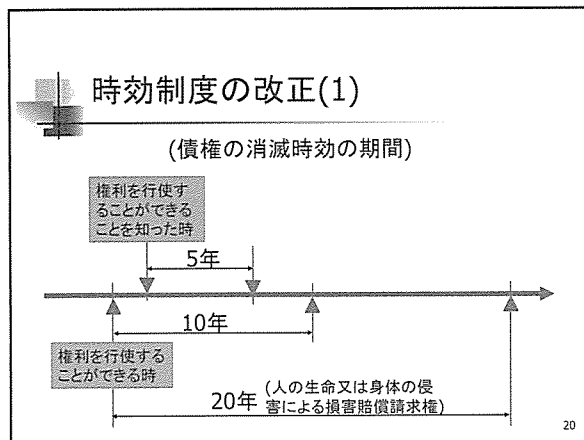 時効制度の改正(1)
(債権の消滅時効の期間)
権利を行使す
ることができる
ことを知った時
5年
10年
権利を行使する
ことができる時
20年 (人の生命又は身体の侵
害による損害賠償請求権)
20